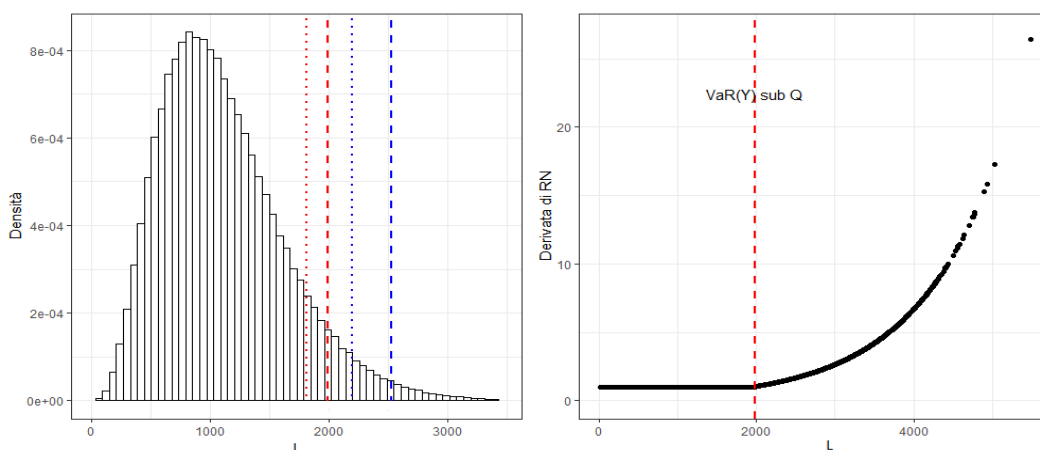 Densità
8e-04
6e-04
4e-04
2e-04
0e+00
0
1000
2000
3000
L
Derivata di RN
VaR(Y) sub Q
20
10
0
0
2000
4000
L